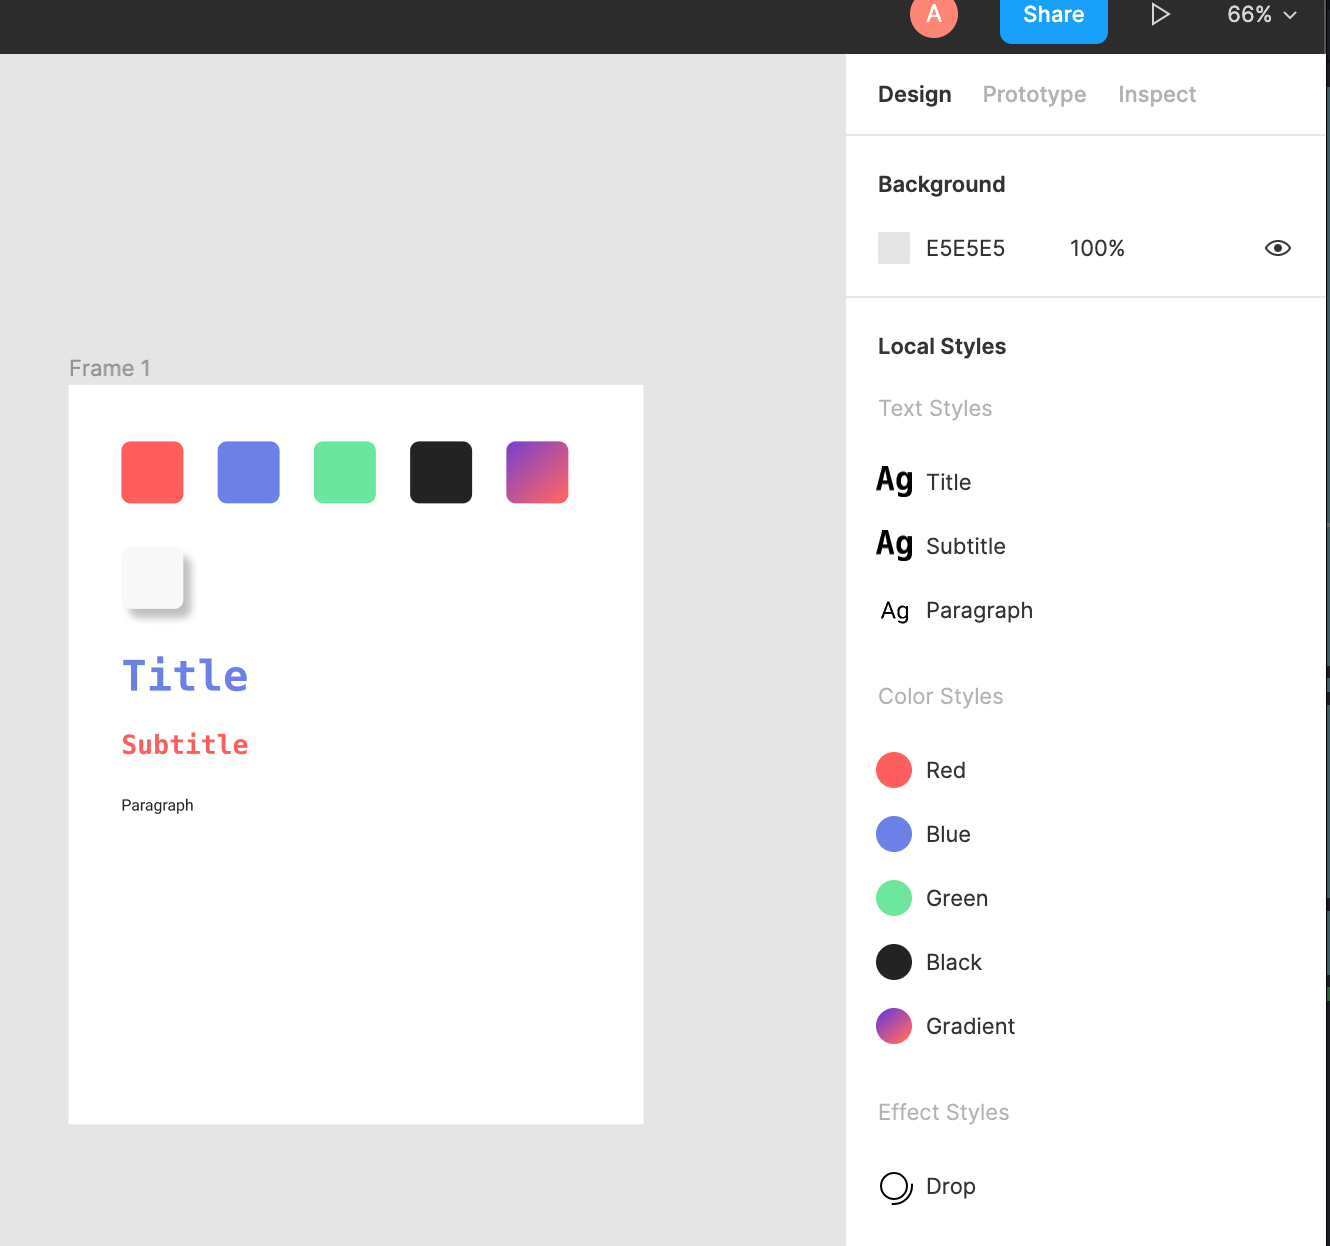 A Share 66%
Design Prototype Inspect
Background
E5E5E5 100%
Local Styles
Text Styles
Ag Title
Ag Subtitle
Ag Paragraph
Color Styles
Red
Blue
Green
Black
Gradient
Effect Styles
Drop
Frame 1
Title
Subtitle
Paragraph